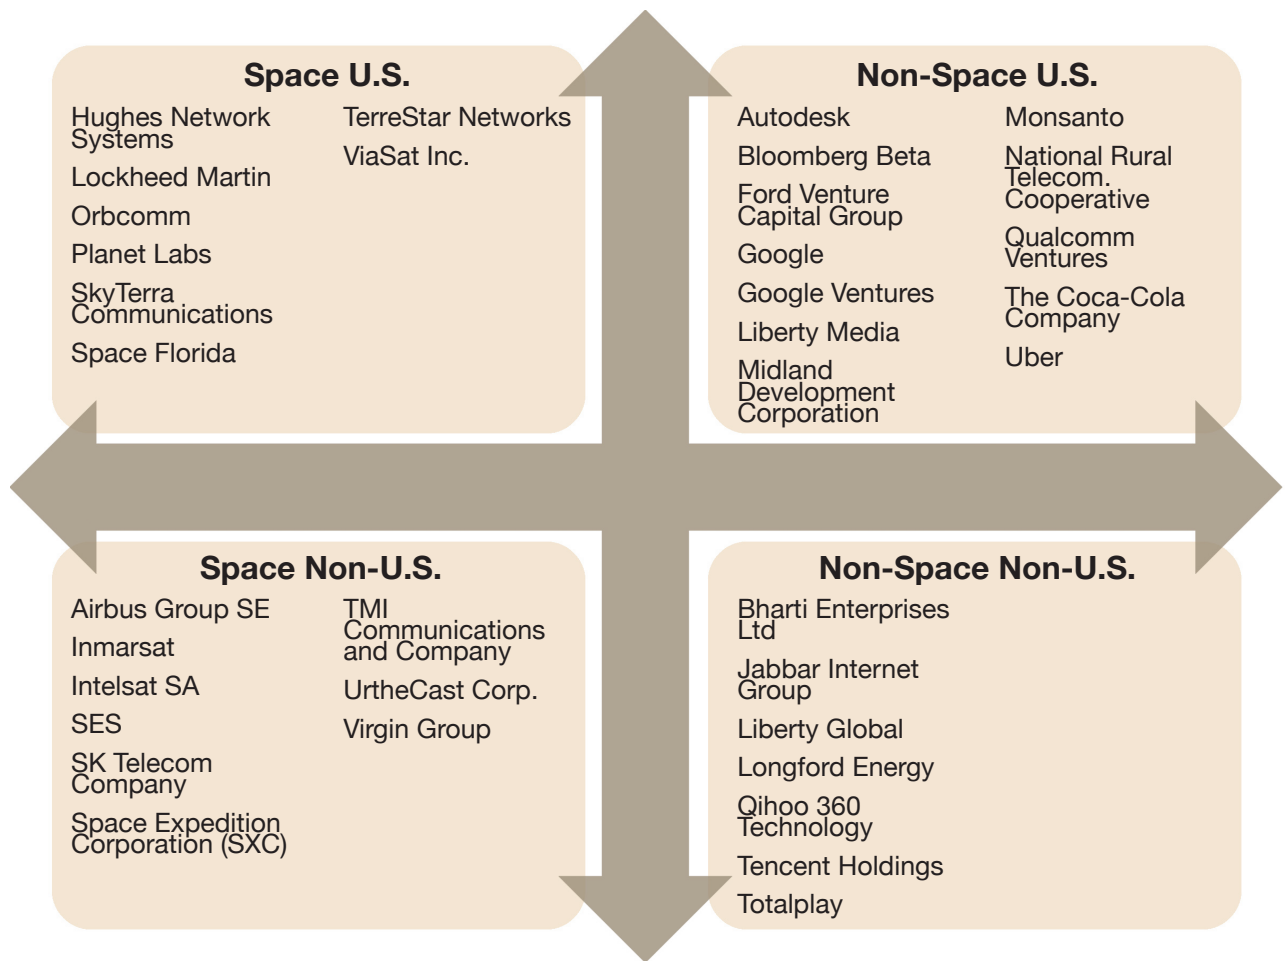 Space U.S.
Hughes Network
Systems
Lockheed Martin
Orbcomm
Planet Labs
SkyTerra
Communications
Space Florida
TerreStar Networks
ViaSat Inc.
Non-Space U.S.
Autodesk
Bloomberg Beta
Ford Venture
Capital Group
Google
Google Ventures
Liberty Media
Midland
Development
Corporation
Monsanto
National Rural
Telecom.
Cooperative
Qualcomm
Ventures
The Coca-Cola
Company
Uber
Space Non-U.S.
Airbus Group SE
Inmarsat
Intelsat SA
SES
SK Telecom
Company
Space Expedition
Corporation (SXC)
TMI
Communications
and Company
UrtheCast Corp.
Virgin Group
Non-Space Non-U.S.
Bharti Enterprises
Ltd
Jabbar Internet
Group
Liberty Global
Longford Energy
Qihoo 360
Technology
Tencent Holdings
Totalplay